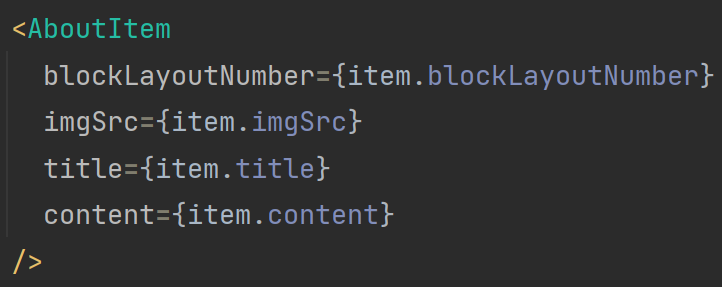 <AboutItem
blockLayoutNumber={item.blockLayoutNumber}
imgSrc={item.imgSrc}
title={item.title}
content={item.content}
/>